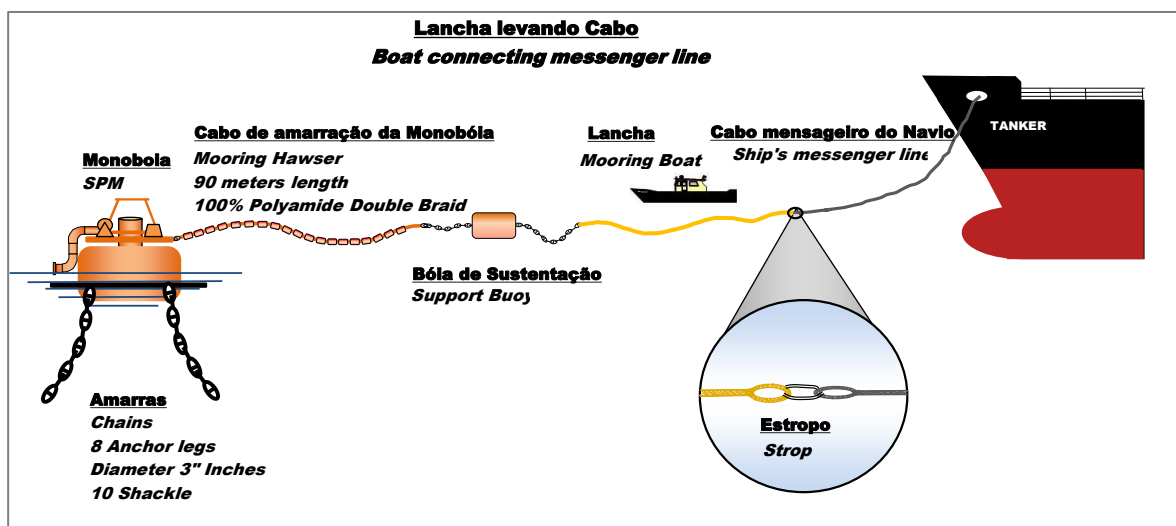 Lancha levando Cabo
Boat connecting messenger line
Cabo de amarração da Monobóia
Mooring Hawser
90 meters length
100% Polyamide Double Braid
Monoboia
SPM
Lancha
Mooring Boat
Cabo mensageiro do Navio
Ship's messenger line
TANKER
Bóia de Sustentação
Support Buoy
Amarras
Chains
8 Anchor legs
Diameter 3" Inches
10 Shackle
Estropo
Strop